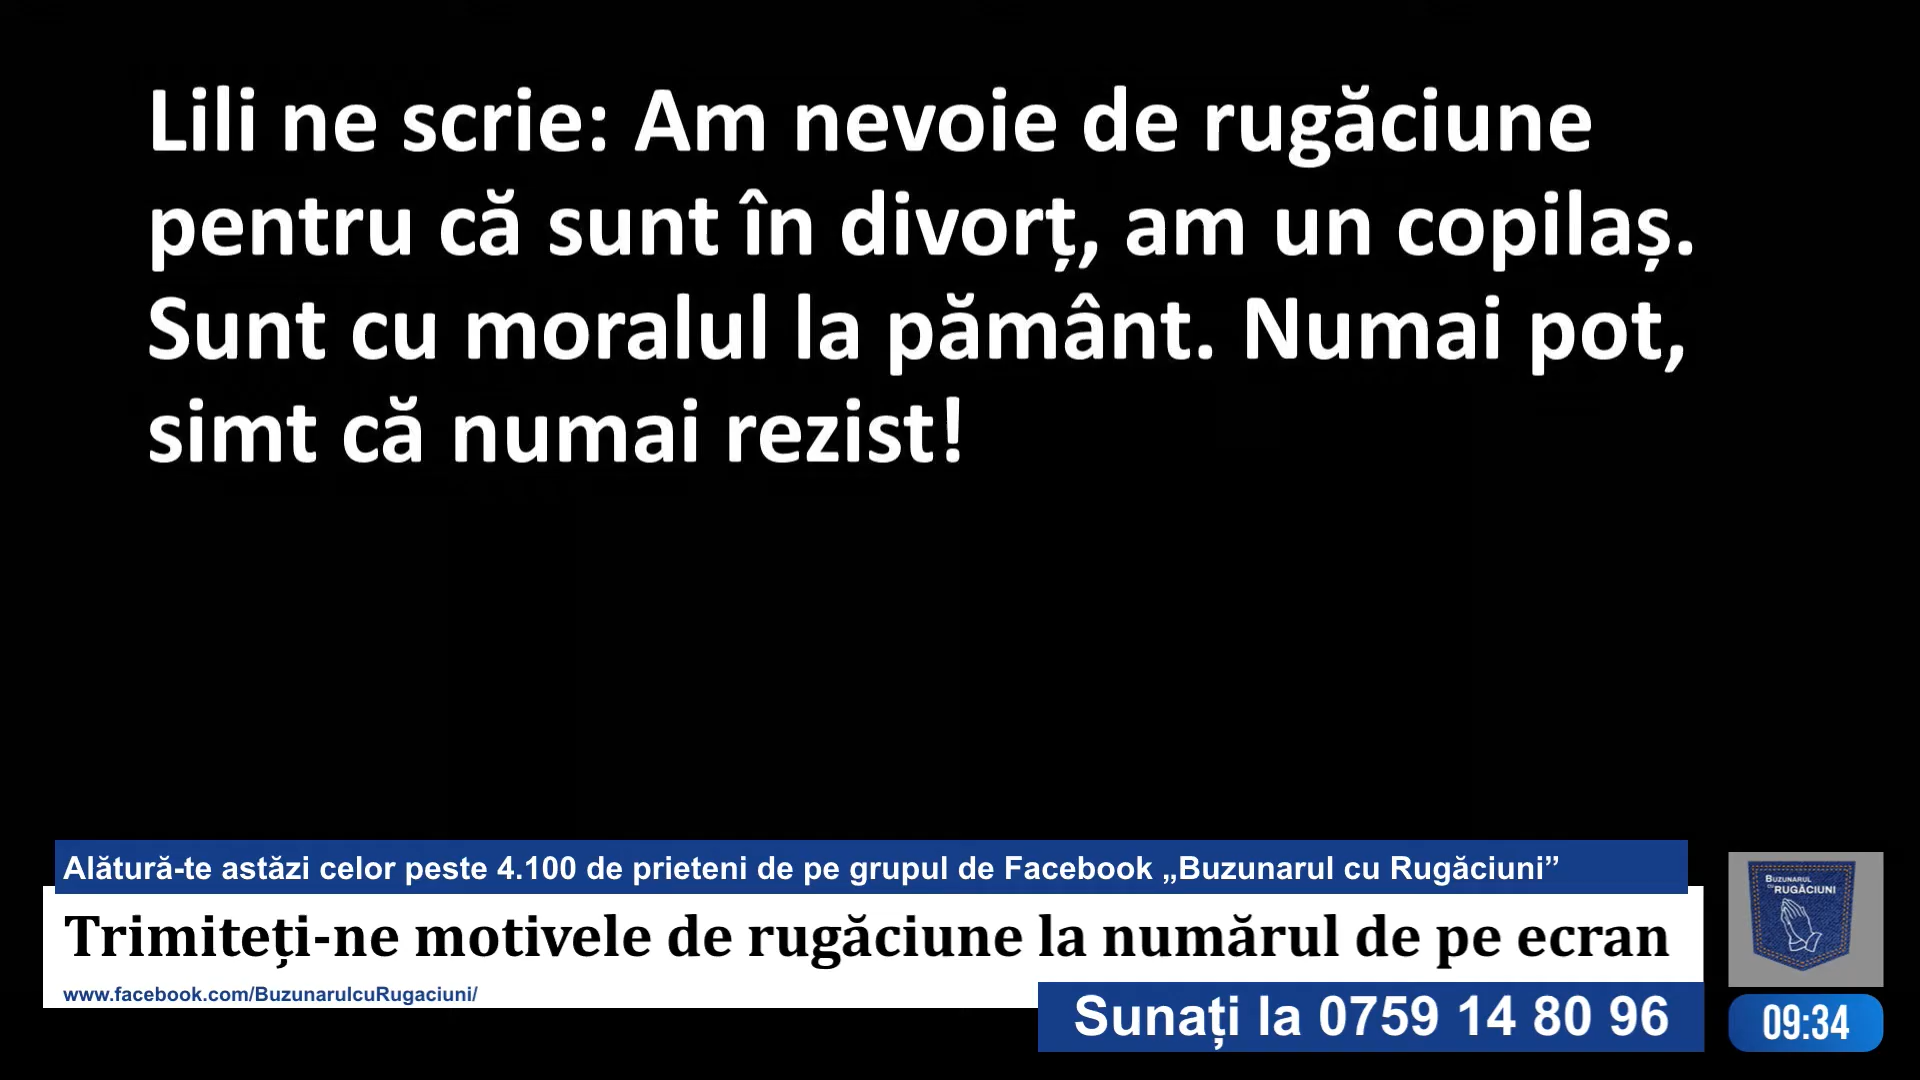 Lili ne scrie: Am nevoie de rugăciune
pentru că sunt în divorț, am un copilaș.
Sunt cu moralul la pământ. Numai pot,
simt că numai rezist!
Alătură-te astăzi celor peste 4.100 de prieteni de pe grupul de Facebook „Buzunarul cu Rugăciuni”
Trimiteți-ne motivele de rugăciune la numărul de pe ecran
www.facebook.com/BuzunarulcuRugaciuni/
Sunați la 0759 14 80 96
BUZUNARUL
CU RUGĂCIUNI
09:34